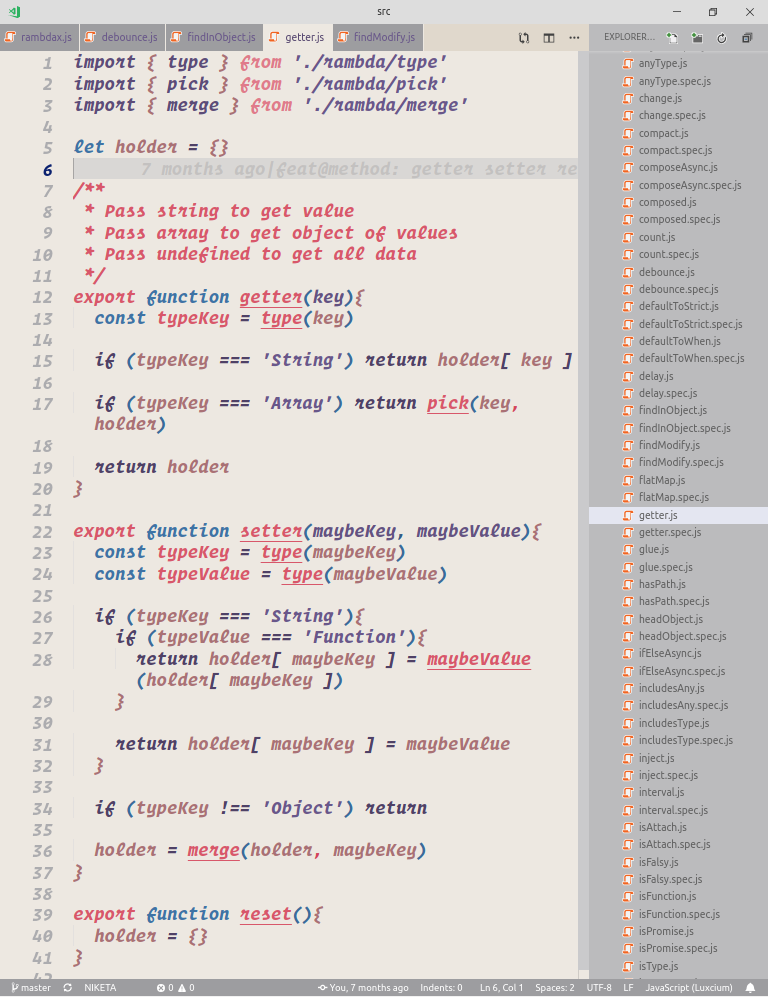 src
rambdax.js debounce.js findInObject.js getter.js findModify.js
EXPLORER...
1 import { type } from './rambda/type'
2 import { pick } from './rambda/pick'
3 import { merge } from './rambda/merge'
4
5 let holder = {}
6 7 months ago|feat@method: getter setter re
7 /**
8 * Pass string to get value
9 * Pass array to get object of values
10 * Pass undefined to get all data
11 */
12 export function getter(key){
13 const typeKey = type(key)
14
15 if (typeKey === 'String') return holder[ key ]
16
17 if (typeKey === 'Array') return pick(key,
holder)
18
19 return holder
20 }
21
22 export function setter(maybeKey, maybeValue){
23 const typeKey = type(maybeKey)
24 const typeValue = type(maybeValue)
25
26 if (typeKey === 'String'){
27 if (typeValue === 'Function'){
28 return holder[ maybeKey ] = maybeValue
(holder[ maybeKey ])
29 }
30
31 return holder[ maybeKey ] = maybeValue
32 }
33
34 if (typeKey !== 'Object') return
35
36 holder = merge(holder, maybeKey)
37 }
38
39 export function reset(){
40 holder = {}
41 }
42
anyType.js
anyType.spec.js
change.js
change.spec.js
compact.js
compact.spec.js
composeAsync.js
composeAsync.spec.js
composed.js
composed.spec.js
count.js
count.spec.js
debounce.js
debounce.spec.js
defaultToStrict.js
defaultToStrict.spec.js
defaultToWhen.js
defaultToWhen.spec.js
delay.js
delay.spec.js
findInObject.js
findInObject.spec.js
findModify.js
findModify.spec.js
flatMap.js
flatMap.spec.js
getter.js
getter.spec.js
glue.js
glue.spec.js
hasPath.js
hasPath.spec.js
headObject.js
headObject.spec.js
ifElseAsync.js
ifElseAsync.spec.js
includesAny.js
includesAny.spec.js
includesType.js
includesType.spec.js
inject.js
inject.spec.js
interval.js
interval.spec.js
isAttach.js
isAttach.spec.js
isFalsy.js
isFalsy.spec.js
isFunction.js
isFunction.spec.js
isPromise.js
isPromise.spec.js
isType.js
master NIKETA 0 0 You, 7 months ago Indents: 0 Ln 6, Col 1 Spaces: 2 UTF-8 LF JavaScript (Luxcium)